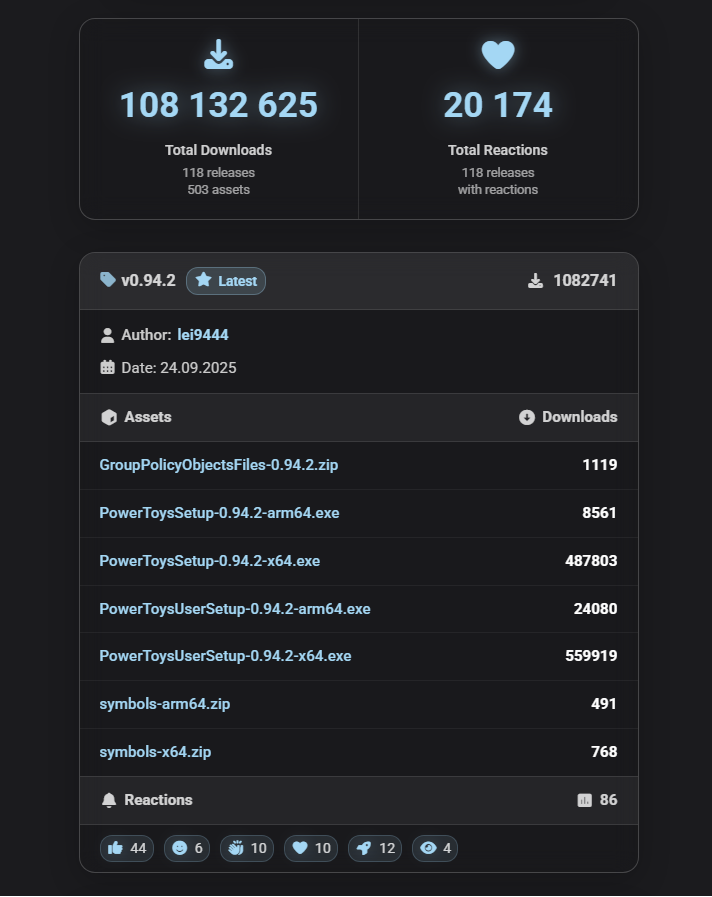 108 132 625
Total Downloads
118 releases
503 assets
20 174
Total Reactions
118 releases
with reactions
v0.94.2 Latest 1082741
Author: lei9444
Date: 24.09.2025
Assets Downloads
GroupPolicyObjectsFiles-0.94.2.zip 1119
PowerToysSetup-0.94.2-arm64.exe 8561
PowerToysSetup-0.94.2-x64.exe 487803
PowerToysUserSetup-0.94.2-arm64.exe 24080
PowerToysUserSetup-0.94.2-x64.exe 559919
symbols-arm64.zip 491
symbols-x64.zip 768
Reactions 86
44 6 10 10 12 4